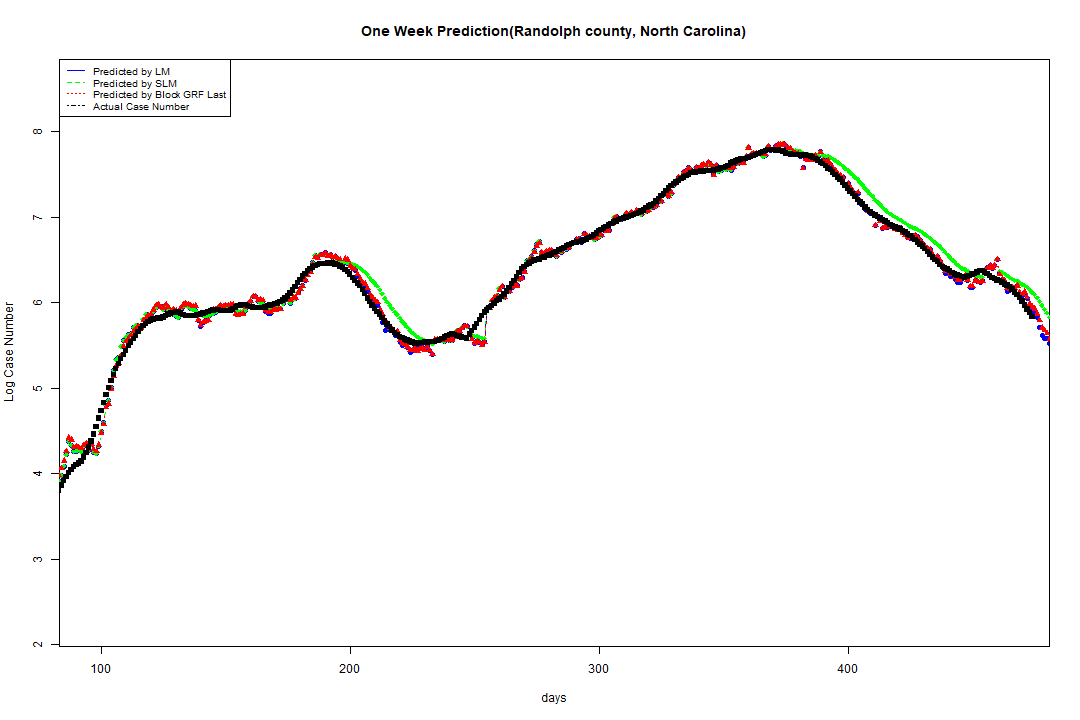 One Week Prediction(Randolph county, North Carolina)
Predicted by LM
Predicted by SLM
Predicted by Block GRF Last
Actual Case Number
Log Case Number
8
7
6
5
4
3
2
100 200 300 400
days